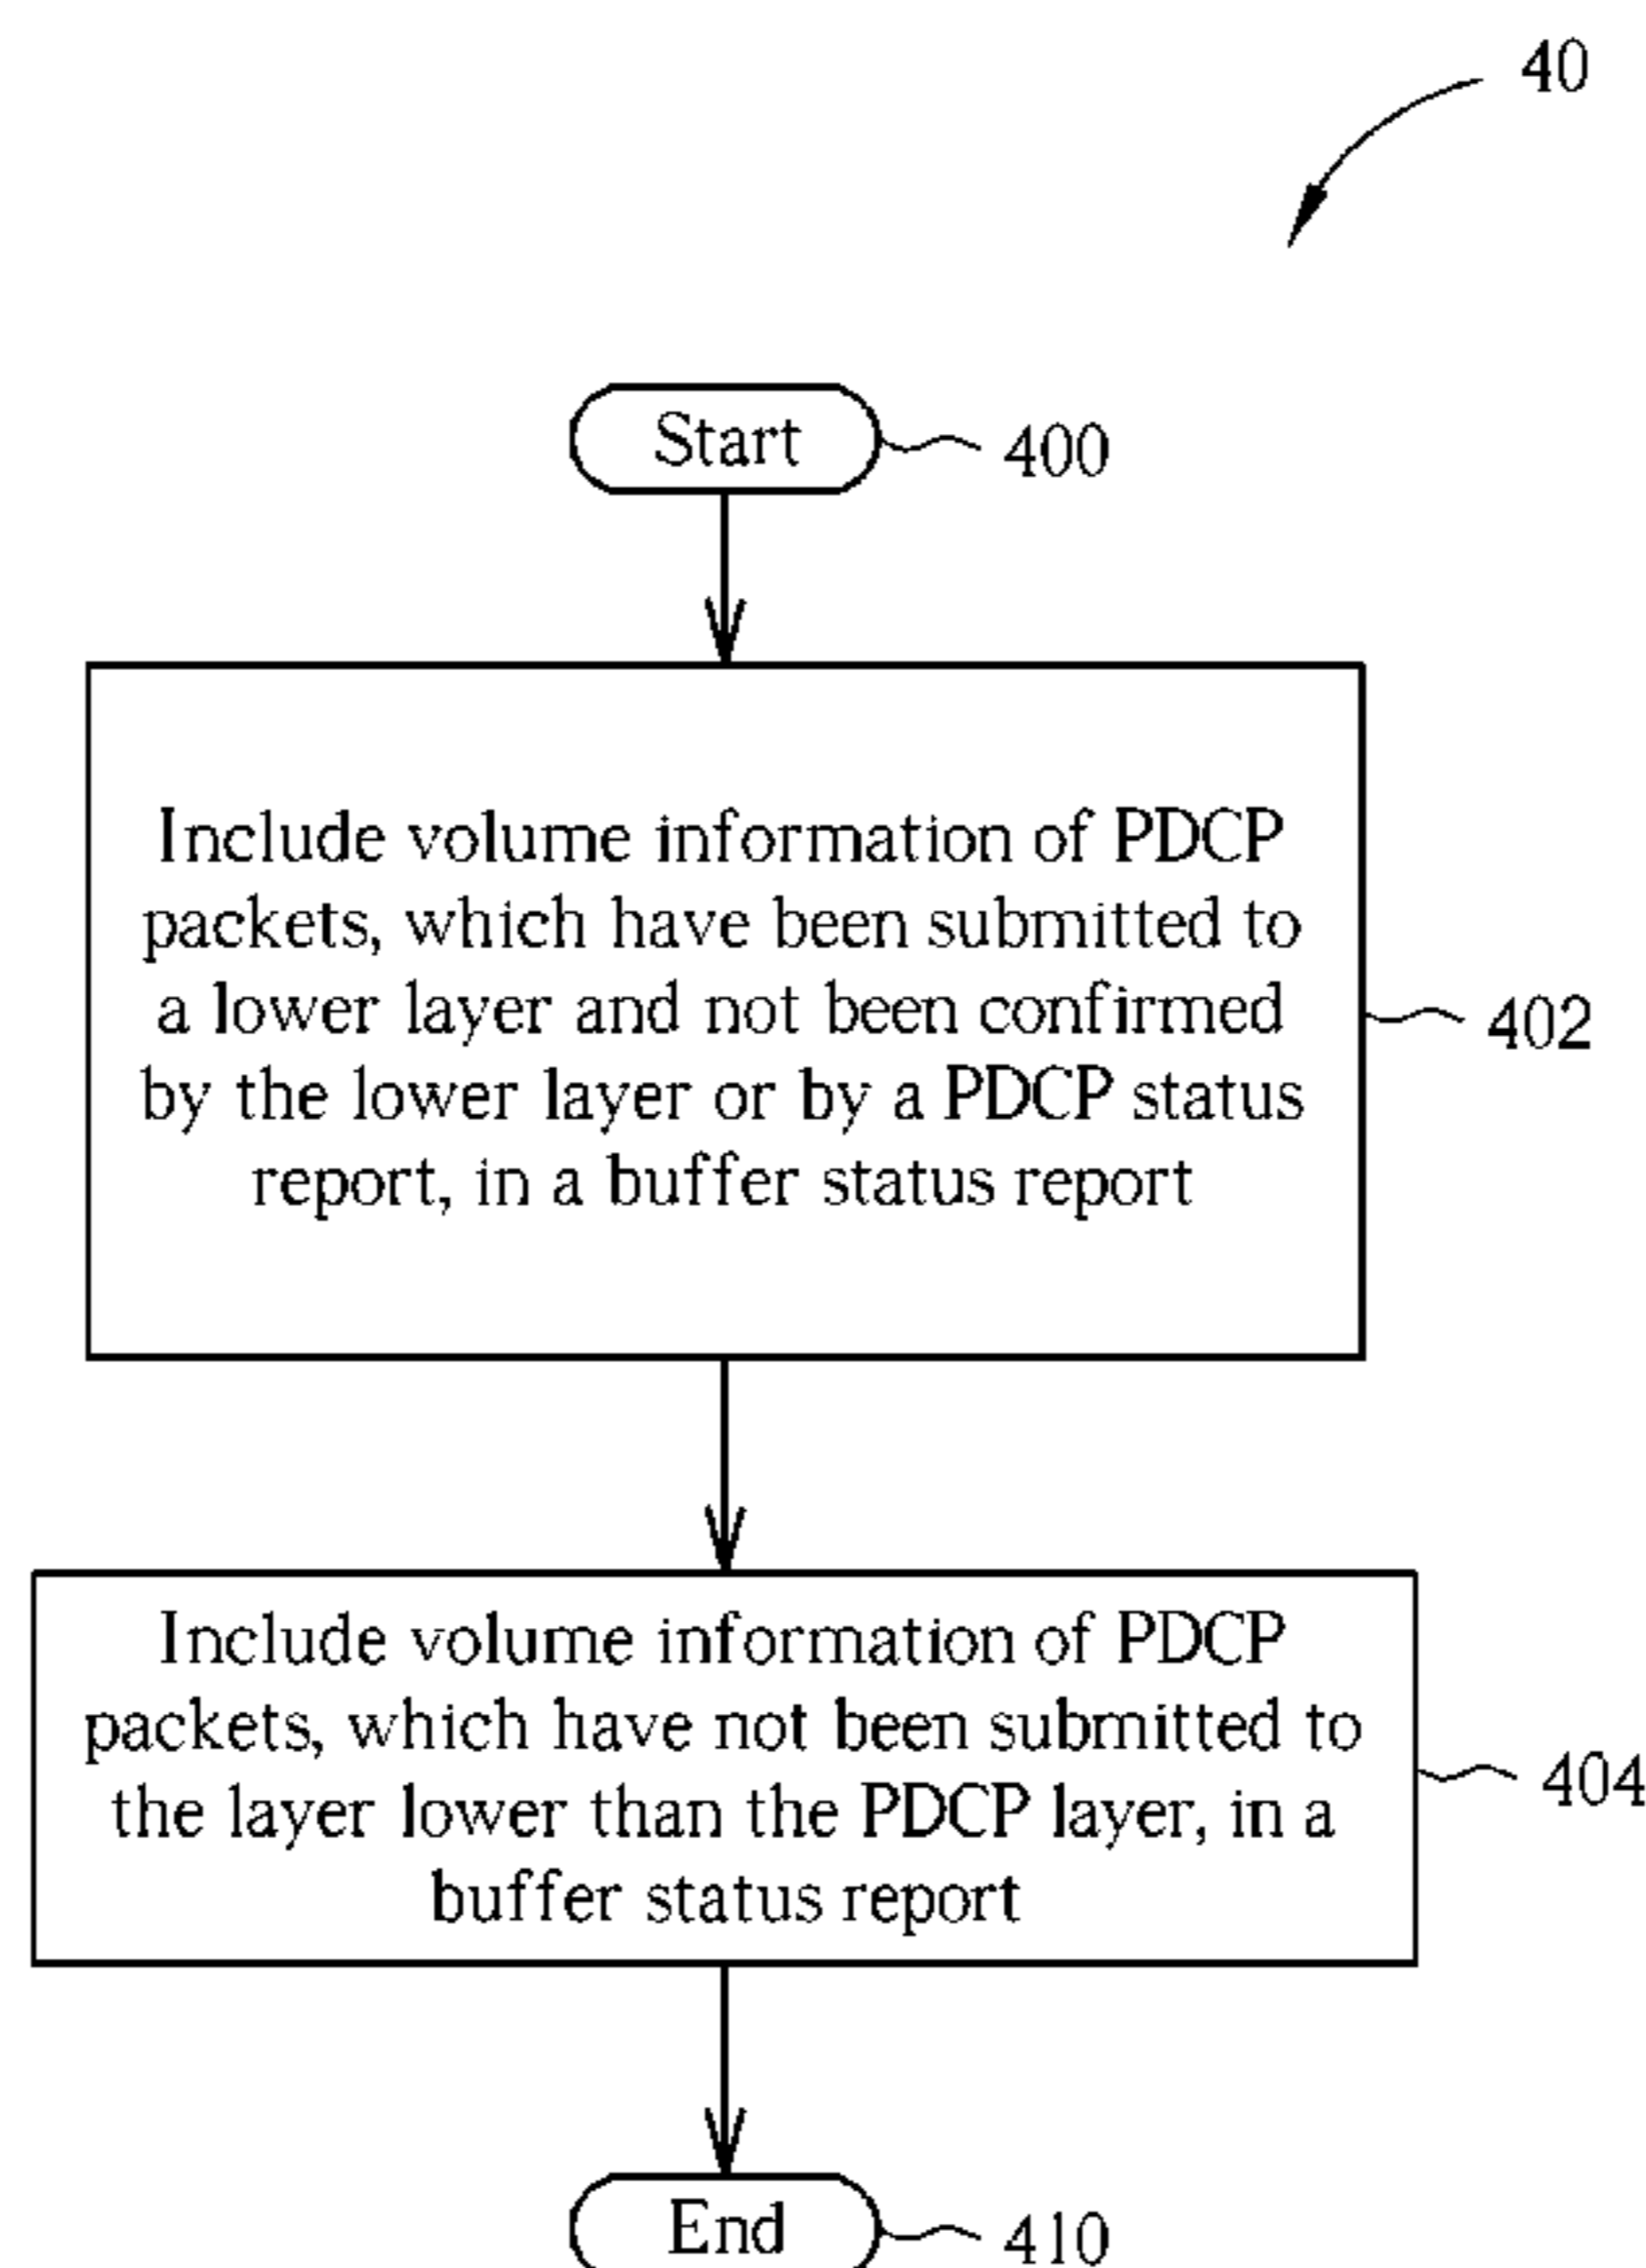 40
Start
400
Include volume information of PDCP
packets, which have been submitted to
a lower layer and not been confirmed
by the lower layer or by a PDCP status
report, in a buffer status report
402
Include volume information of PDCP
packets, which have not been submitted to
the layer lower than the PDCP layer, in a
buffer status report
404
End
410